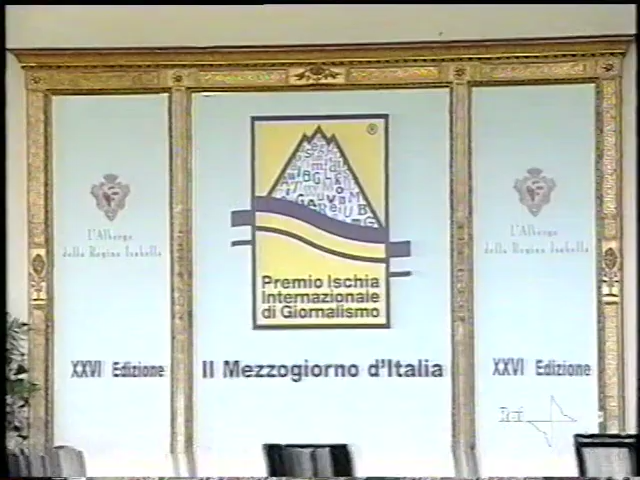 L'Albergo
della Regina Isabella
XXVI Edizione
®
Premio Ischia
Internazionale
di Giornalismo
Il Mezzogiorno d'Italia
L'Albergo
della Regina Isabella
XXVI Edizione